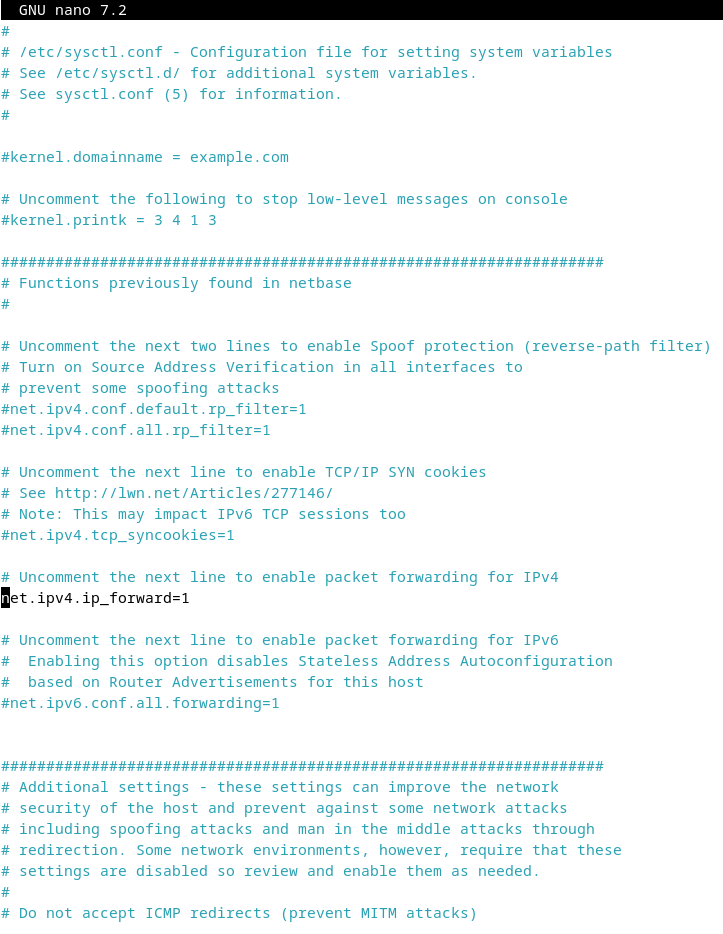 GNU nano 7.2
#
# /etc/sysctl.conf - Configuration file for setting system variables
# See /etc/sysctl.d/ for additional system variables.
# See sysctl.conf (5) for information.
#
#kernel.domainname = example.com
# Uncomment the following to stop low-level messages on console
#kernel.printk = 3 4 1 3
###################################################################
# Functions previously found in netbase
#
# Uncomment the next two lines to enable Spoof protection (reverse-path filter)
# Turn on Source Address Verification in all interfaces to
# prevent some spoofing attacks
#net.ipv4.conf.default.rp_filter=1
#net.ipv4.conf.all.rp_filter=1
# Uncomment the next line to enable TCP/IP SYN cookies
# See http://lwn.net/Articles/277146/
# Note: This may impact IPv6 TCP sessions too
#net.ipv4.tcp_syncookies=1
# Uncomment the next line to enable packet forwarding for IPv4
net.ipv4.ip_forward=1
# Uncomment the next line to enable packet forwarding for IPv6
#  Enabling this option disables Stateless Address Autoconfiguration
#  based on Router Advertisements for this host
#net.ipv6.conf.all.forwarding=1
###################################################################
# Additional settings - these settings can improve the network
# security of the host and prevent against some network attacks
# including spoofing attacks and man in the middle attacks through
# redirection. Some network environments, however, require that these
# settings are disabled so review and enable them as needed.
#
# Do not accept ICMP redirects (prevent MITM attacks)